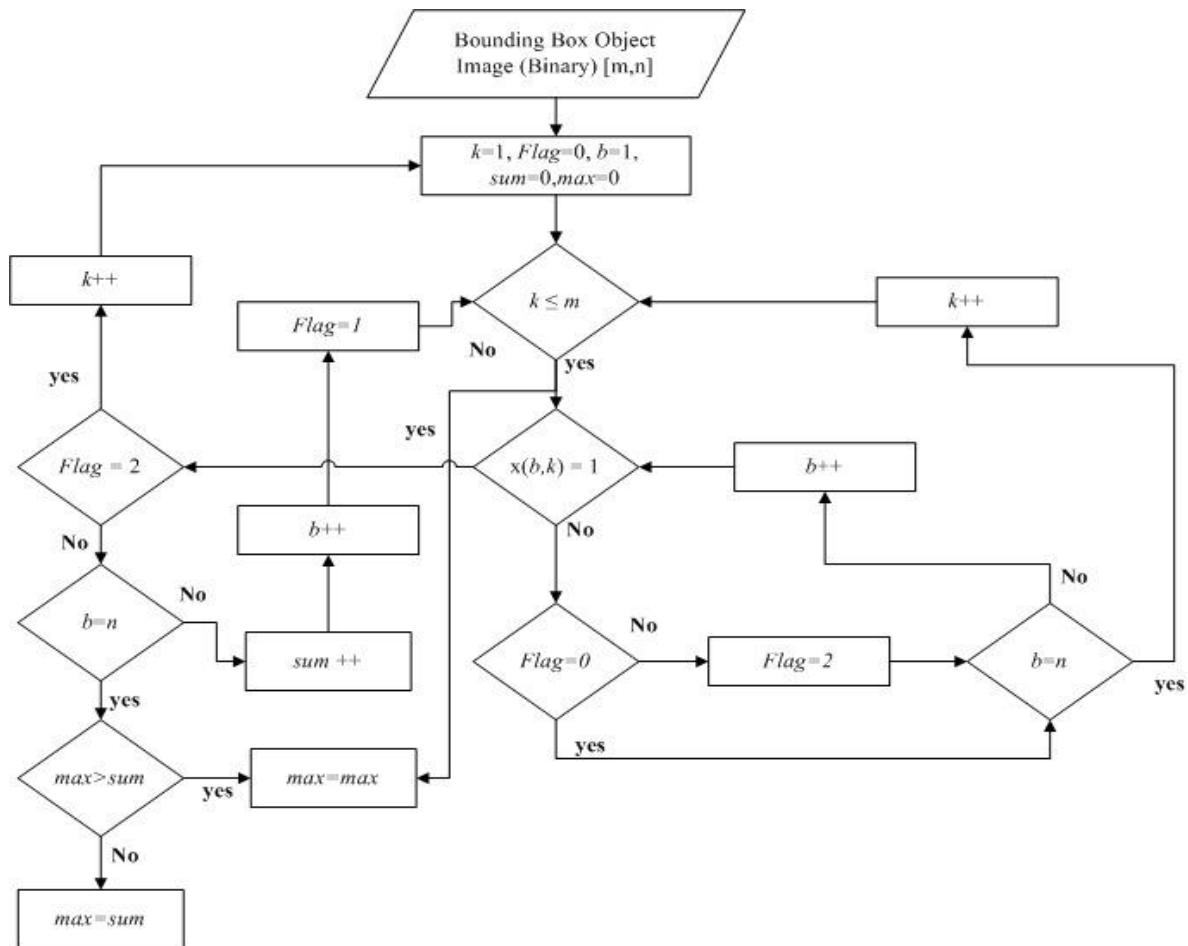 Bounding Box Object
Image (Binary) [m,n]
k=1, Flag=0, b=1,
sum=0,max=0
k++
k ≤ m
k++
Flag=1
No
yes
yes
yes
Flag = 2
x(b,k) = 1
b++
No
b++
No
No
b=n
No
sum ++
Flag=0
No
Flag=2
b=n
yes
yes
yes
max>sum
yes
max=max
No
max=sum